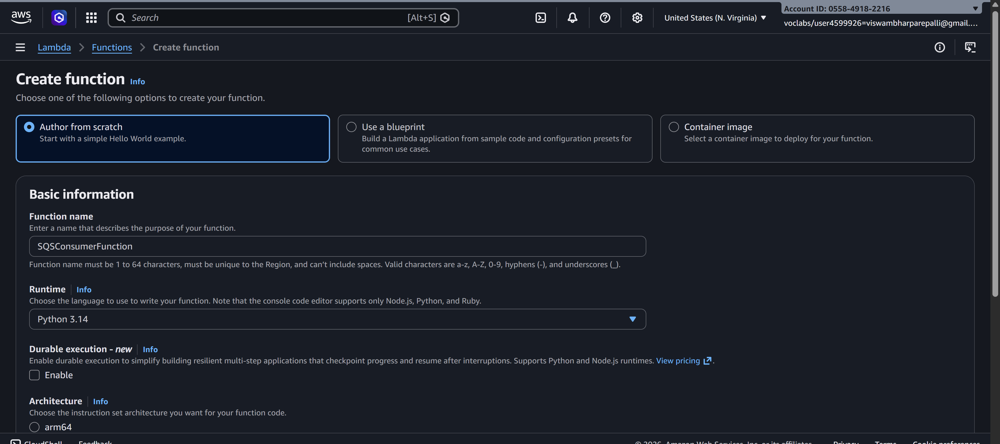 aws
Search
[Alt+S]
United States (N. Virginia)
Account ID: 0558-4918-2216
voclabs/user4599926=viswambharparepalli@gmail....
Lambda
Functions
Create function
Create function
Info
Choose one of the following options to create your function.
Author from scratch
Start with a simple Hello World example.
Use a blueprint
Build a Lambda application from sample code and configuration presets for
common use cases.
Container image
Select a container image to deploy for your function.
Basic information
Function name
Enter a name that describes the purpose of your function.
SQSConsumerFunction
Function name must be 1 to 64 characters, must be unique to the Region, and can’t include spaces. Valid characters are a-z, A-Z, 0-9, hyphens (-), and underscores (_).
Runtime
Info
Choose the language to use to write your function. Note that the console code editor supports only Node.js, Python, and Ruby.
Python 3.14
Durable execution - new
Info
Enable durable execution to simplify building resilient multi-step applications that checkpoint progress and resume after interruptions. Supports Python and Node.js runtimes. View pricing .
Enable
Architecture
Info
Choose the instruction set architecture you want for your function code.
arm64
CloudShell
Feedback
© 2026, Amazon Web Services, Inc. or its affiliates.
Privacy
Terms
Cookie preferences